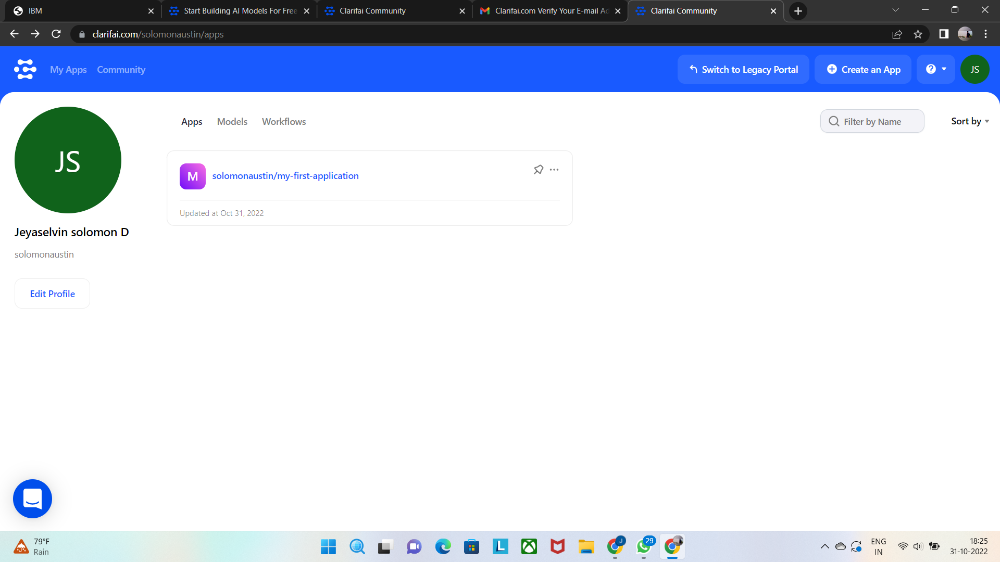 IBM
Start Building AI Models For Free
Clarifai Community
Clarifai.com Verify Your E-mail Ad
Clarifai Community
clarifai.com/solomonaustin/apps
My Apps
Community
Switch to Legacy Portal
Create an App
JS
Apps
Models
Workflows
Filter by Name
Sort by
JS
M
solomonaustin/my-first-application
Updated at Oct 31, 2022
Jeyaselvin solomon D
solomonaustin
Edit Profile
79°F
Rain
L
J
29
ENG
IN
18:25
31-10-2022